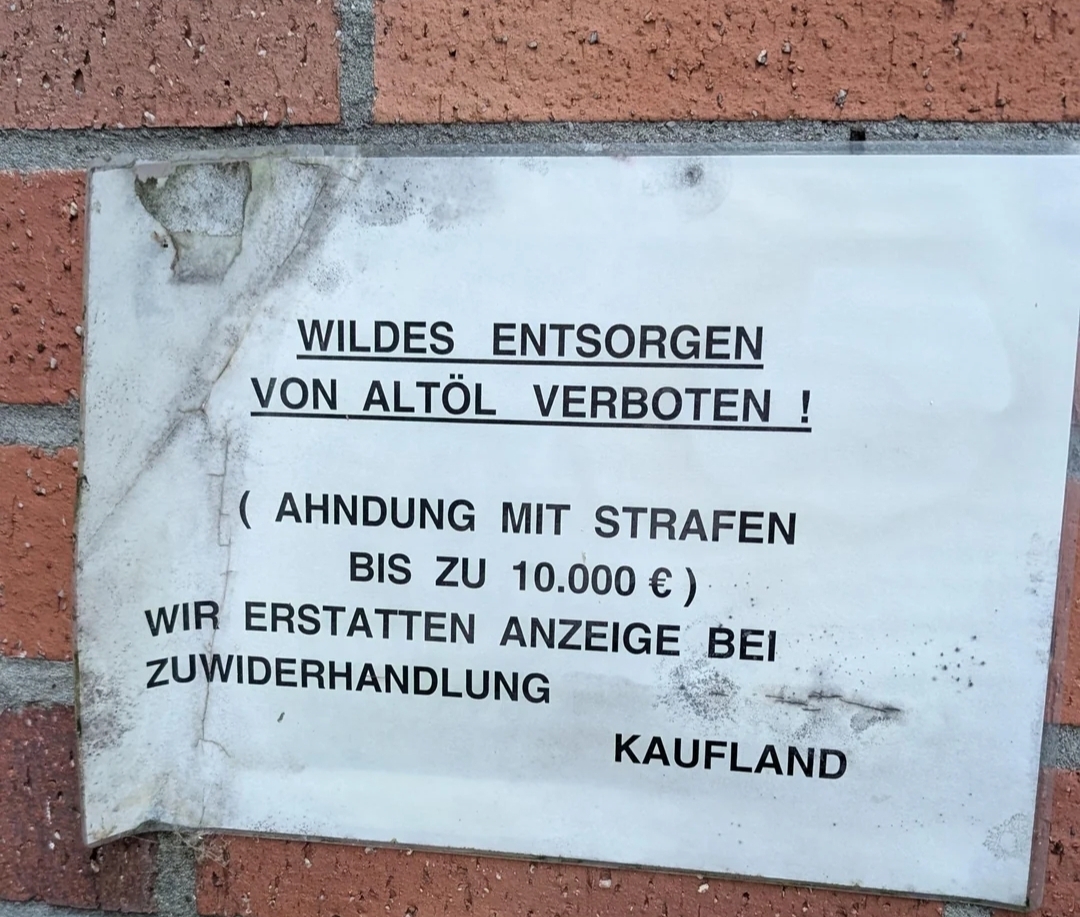 WILDES ENTSORGEN
VON ALTÖL VERBOTEN !
( AHNDUNG MIT STRAFEN
BIS ZU 10.000 € )
WIR ERSTATTEN ANZEIGE BEI
ZUWIDERHANDLUNG
KAUFLAND